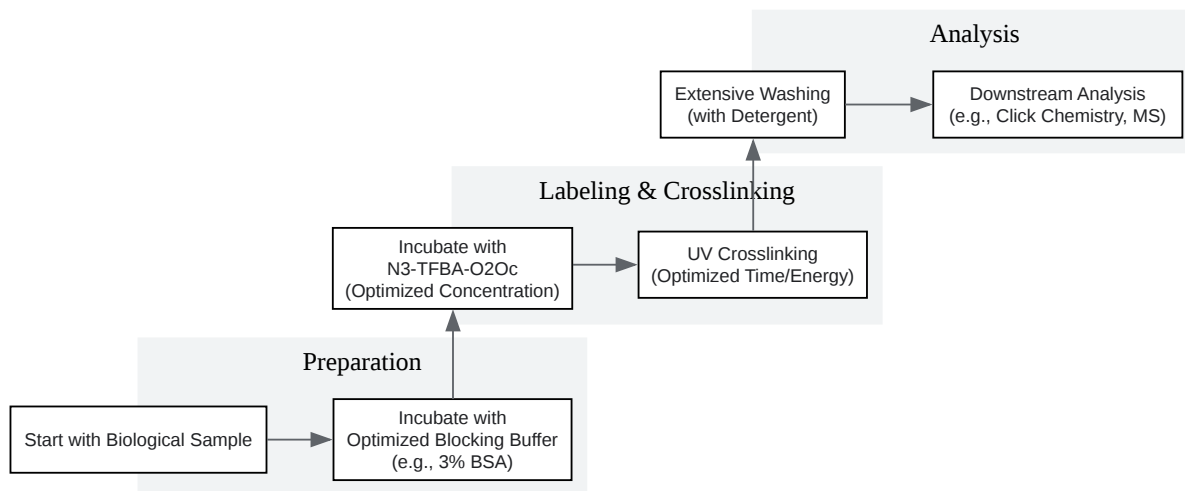 Analysis
Extensive Washing
(with Detergent)
Downstream Analysis
(e.g., Click Chemistry, MS)
Labeling & Crosslinking
Incubate with
N3-TFBA-O2Oc
(Optimized Concentration)
UV Crosslinking
(Optimized Time/Energy)
Preparation
Start with Biological Sample
Incubate with
Optimized Blocking Buffer
(e.g., 3% BSA)